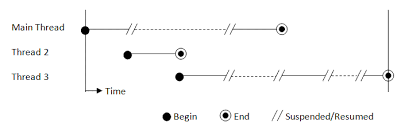 Main Thread
Thread 2
Thread 3
Time
Begin End Suspended/Resumed